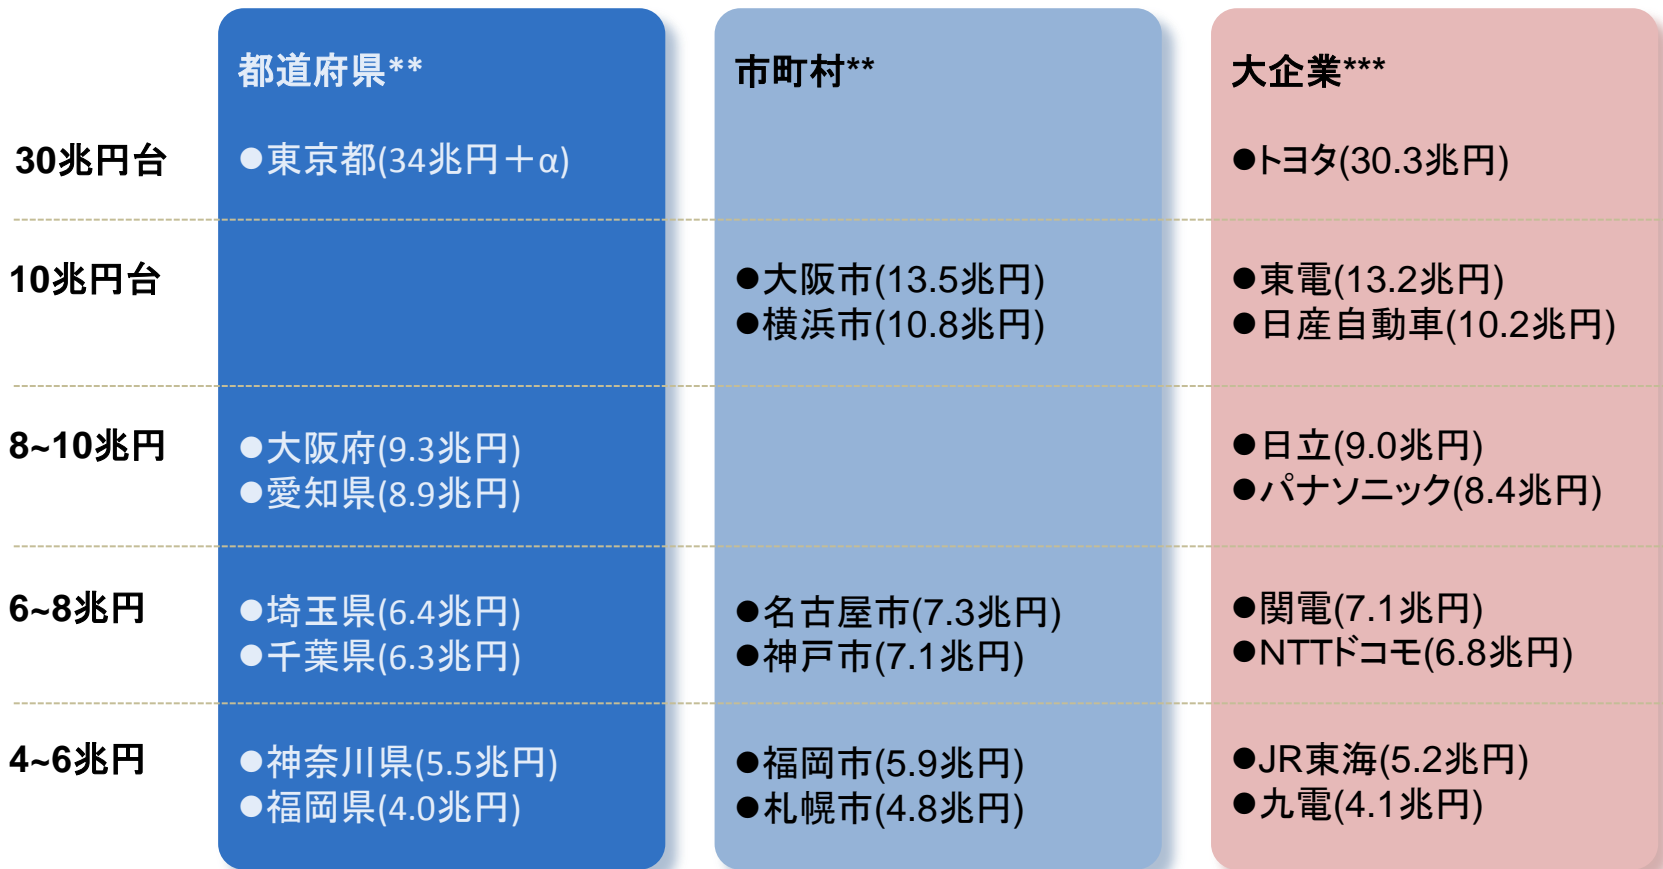 都道府県**
市町村**
大企業***
30兆円台
●東京都(34兆円＋α)
●トヨタ(30.3兆円)
10兆円台
●大阪市(13.5兆円)
●横浜市(10.8兆円)
●東電(13.2兆円)
●日産自動車(10.2兆円)
8~10兆円
●大阪府(9.3兆円)
●愛知県(8.9兆円)
●日立(9.0兆円)
●パナソニック(8.4兆円)
6~8兆円
●埼玉県(6.4兆円)
●千葉県(6.3兆円)
●名古屋市(7.3兆円)
●神戸市(7.1兆円)
●関電(7.1兆円)
●NTTドコモ(6.8兆円)
4~6兆円
●神奈川県(5.5兆円)
●福岡県(4.0兆円)
●福岡市(5.9兆円)
●札幌市(4.8兆円)
●JR東海(5.2兆円)
●九電(4.1兆円)